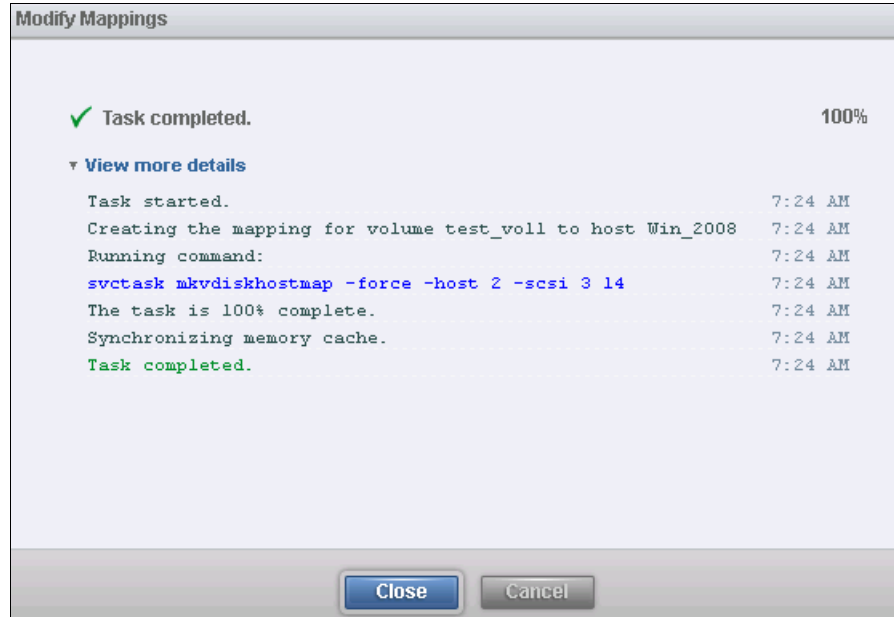 Modify Mappings
Task completed. 100%
View more details
Task started. 7:24 AM
Creating the mapping for volume test_vol1 to host Win_2008 7:24 AM
Running command: 7:24 AM
svctask mkvdiskhostmap -force -host 2 -scsi 3 14 7:24 AM
The task is 100% complete. 7:24 AM
Synchronizing memory cache. 7:24 AM
Task completed. 7:24 AM
Close Cancel